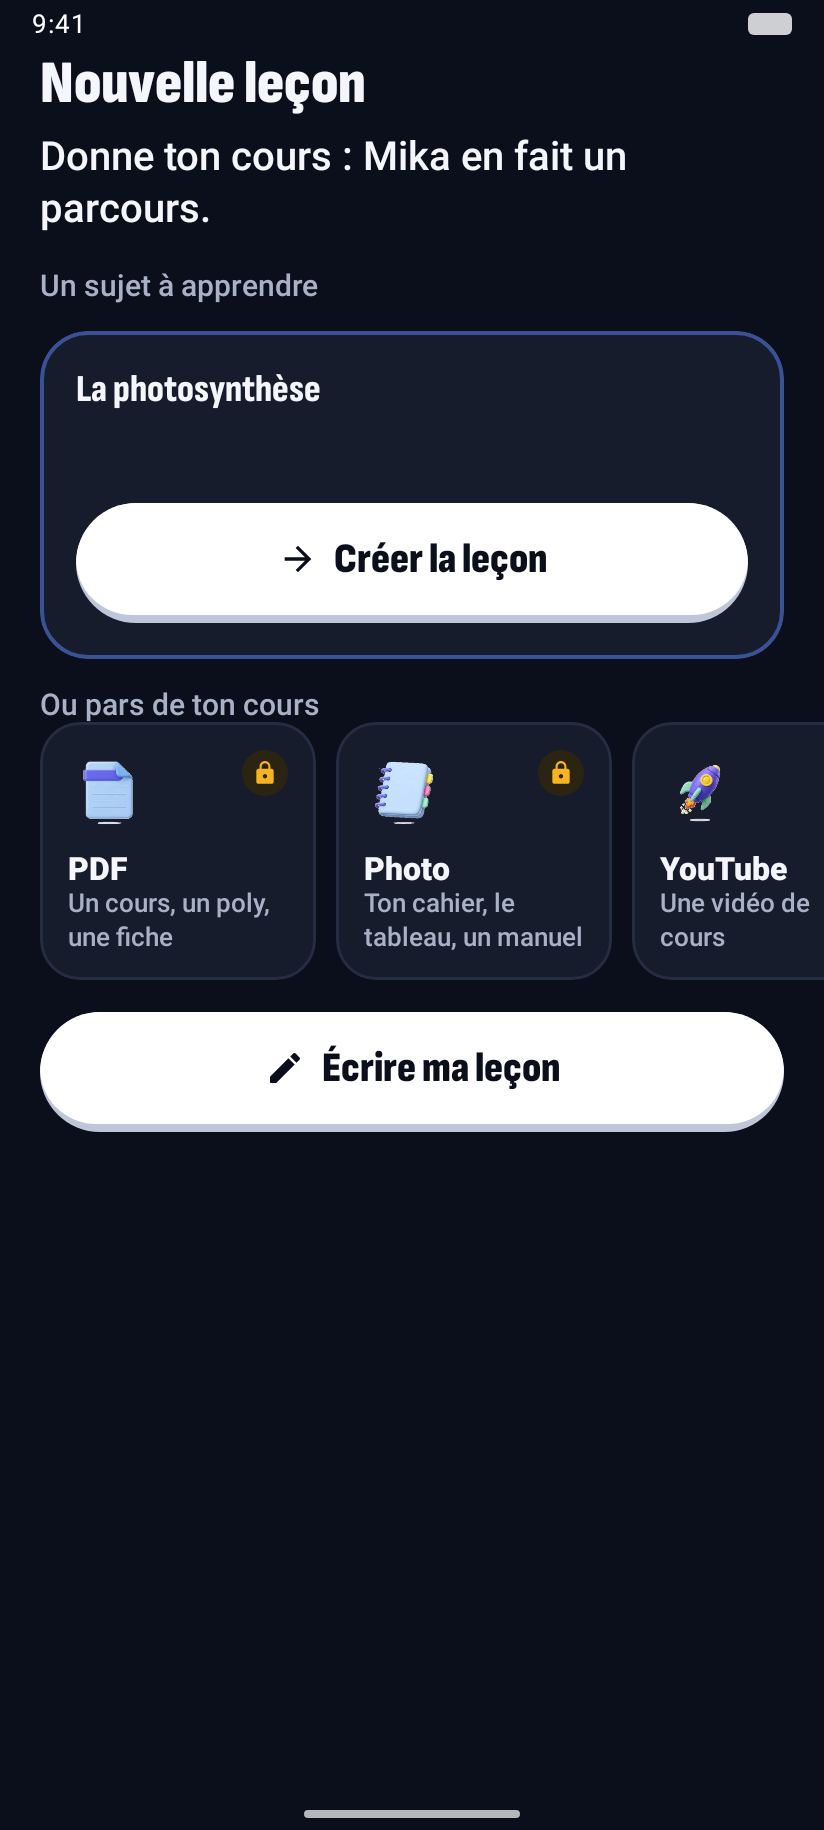 9:41
Nouvelle leçon
Donne ton cours : Mika en fait un
parcours.
Un sujet à apprendre
La photosynthèse
Créer la leçon
Ou pars de ton cours
PDF
Un cours, un poly,
une fiche
Photo
Ton cahier, le
tableau, un manuel
YouTube
Une vidéo de
cours
Écrire ma leçon